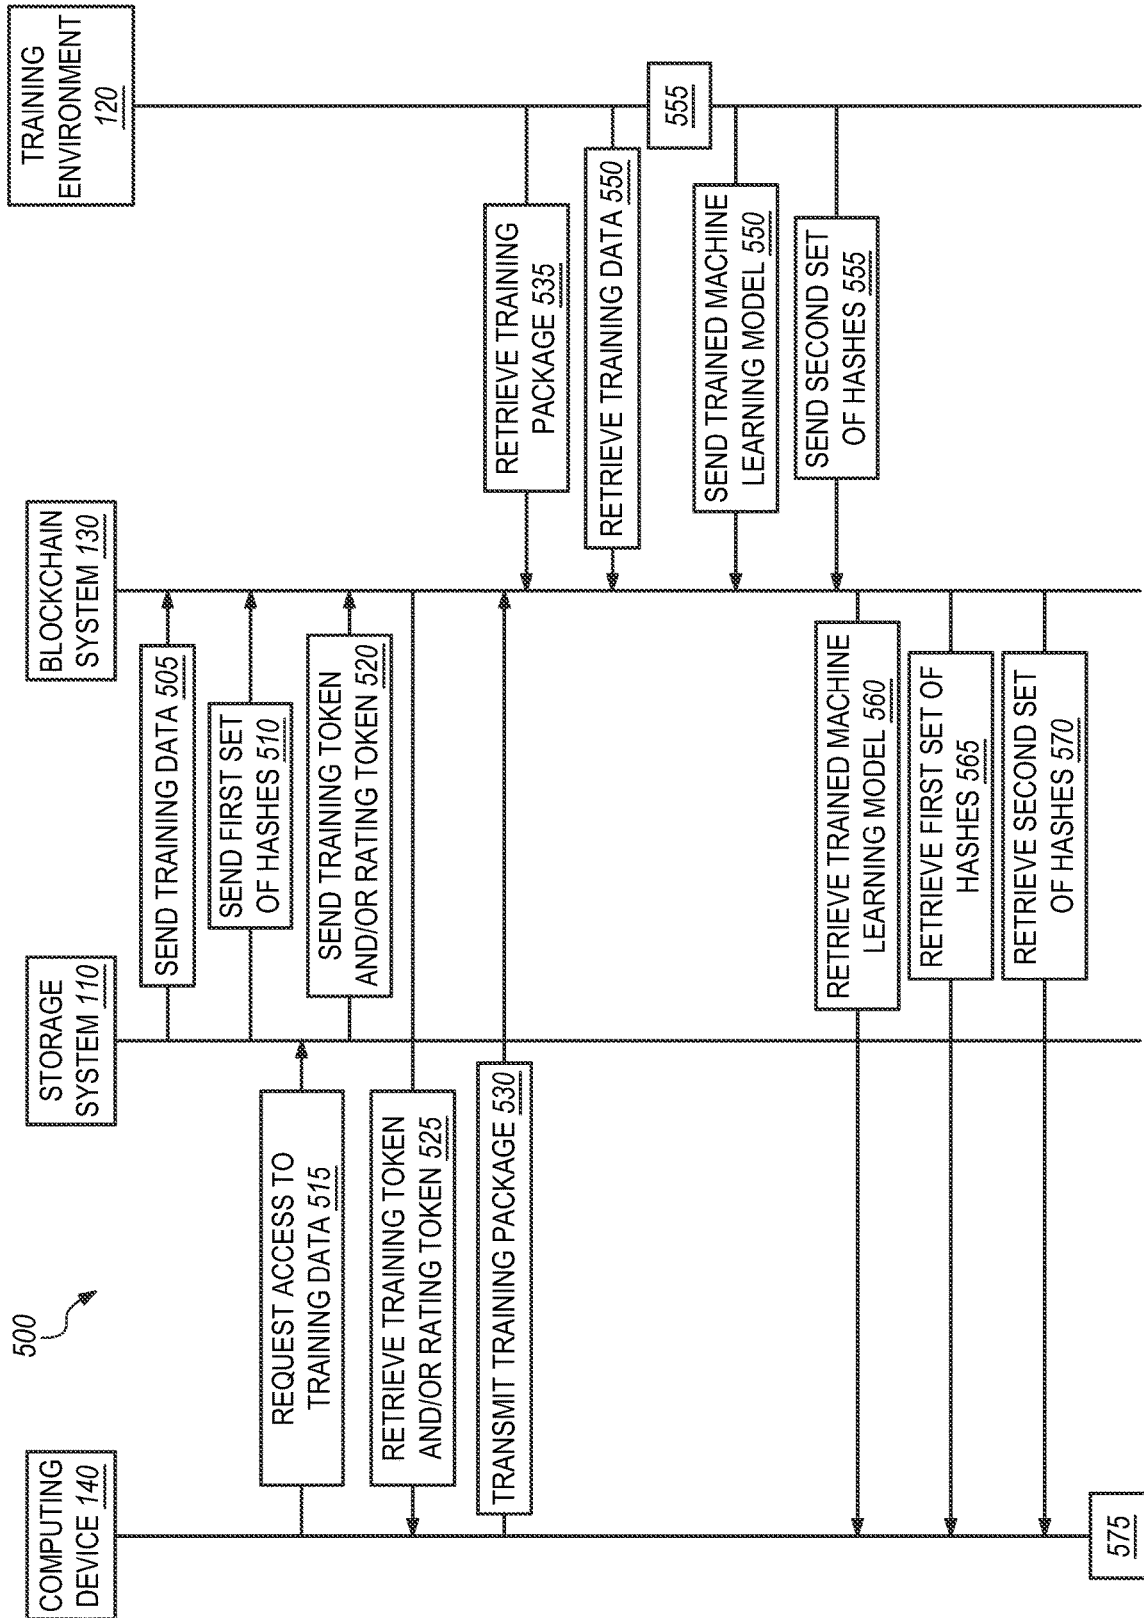 500
COMPUTING
DEVICE 140
STORAGE
SYSTEM 110
BLOCKCHAIN
SYSTEM 130
TRAINING
ENVIRONMENT
120
SEND TRAINING DATA 505
SEND FIRST SET
OF HASHES 510
REQUEST ACCESS TO
TRAINING DATA 515
SEND TRAINING TOKEN
AND/OR RATING TOKEN 520
RETRIEVE TRAINING TOKEN
AND/OR RATING TOKEN 525
TRANSMIT TRAINING PACKAGE 530
RETRIEVE TRAINING
PACKAGE 535
RETRIEVE TRAINING DATA 550
555
SEND TRAINED MACHINE
LEARNING MODEL 550
SEND SECOND SET
OF HASHES 555
RETRIEVE TRAINED MACHINE
LEARNING MODEL 560
RETRIEVE FIRST SET OF
HASHES 565
RETRIEVE SECOND SET
OF HASHES 570
575